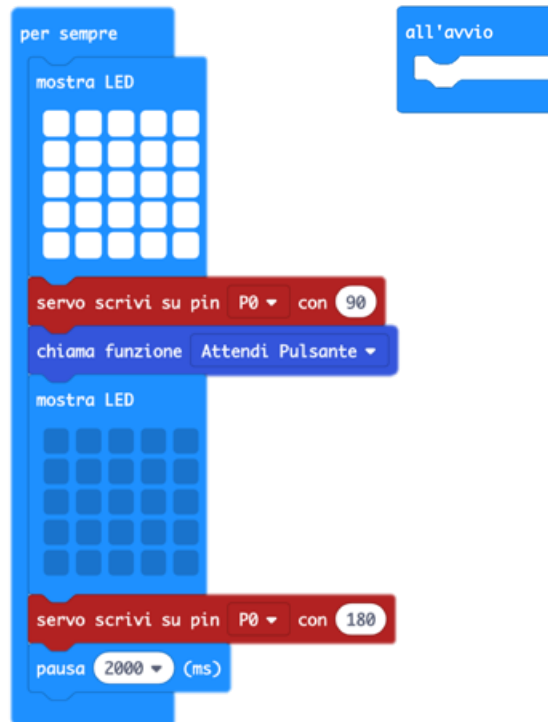 per sempre
mostra LED
servo scrivi su pin P0 con 90
chiama funzione Attendi Pulsante
mostra LED
servo scrivi su pin P0 con 180
pausa 2000 (ms)
all'avvio